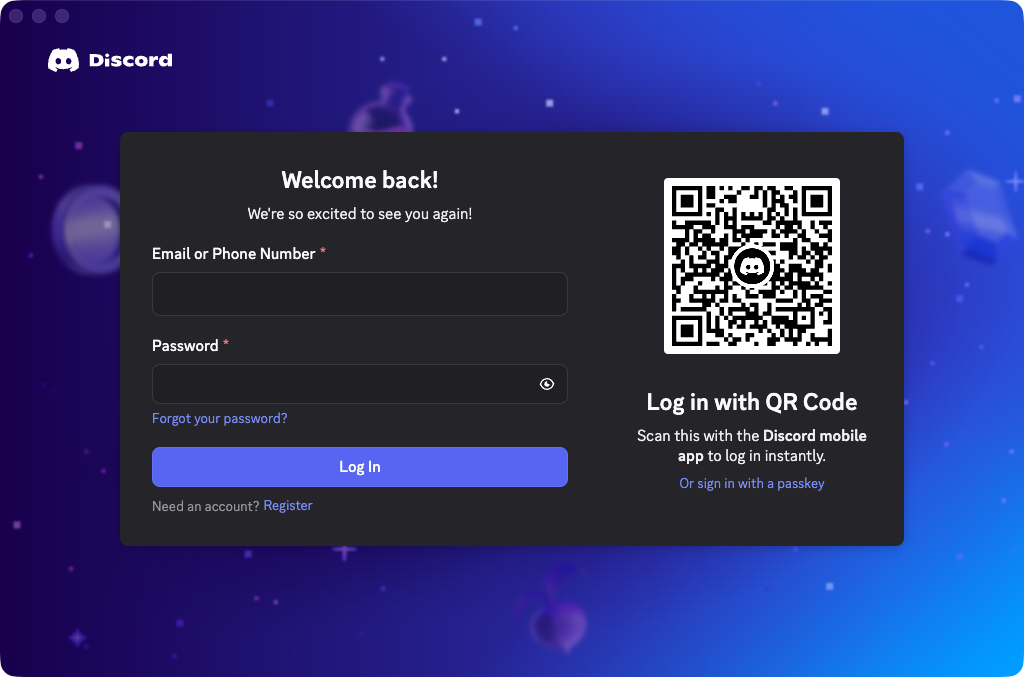 Discord
Welcome back!
We're so excited to see you again!
Email or Phone Number *
Password *
Forgot your password?
Log In
Need an account? Register
Log in with QR Code
Scan this with the Discord mobile
app to log in instantly.
Or sign in with a passkey